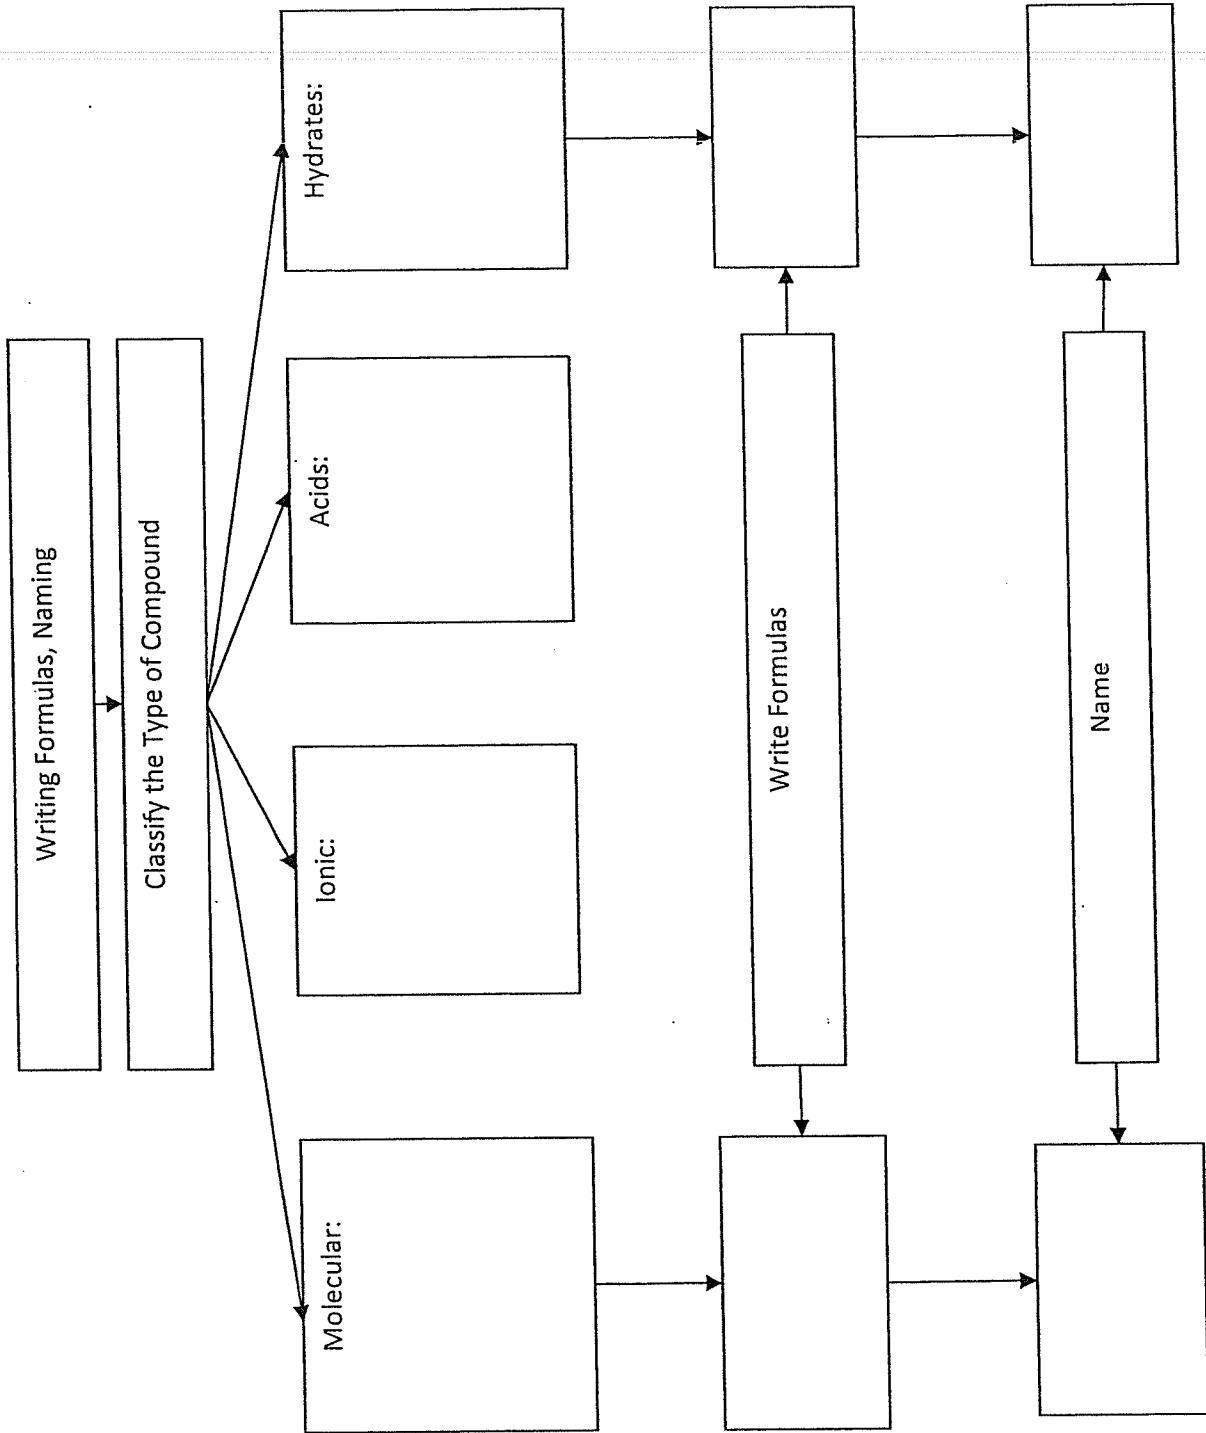 Writing Formulas, Naming
Classify the Type of Compound
Molecular:
Ionic:
Acids:
Hydrates:
Write Formulas
Name